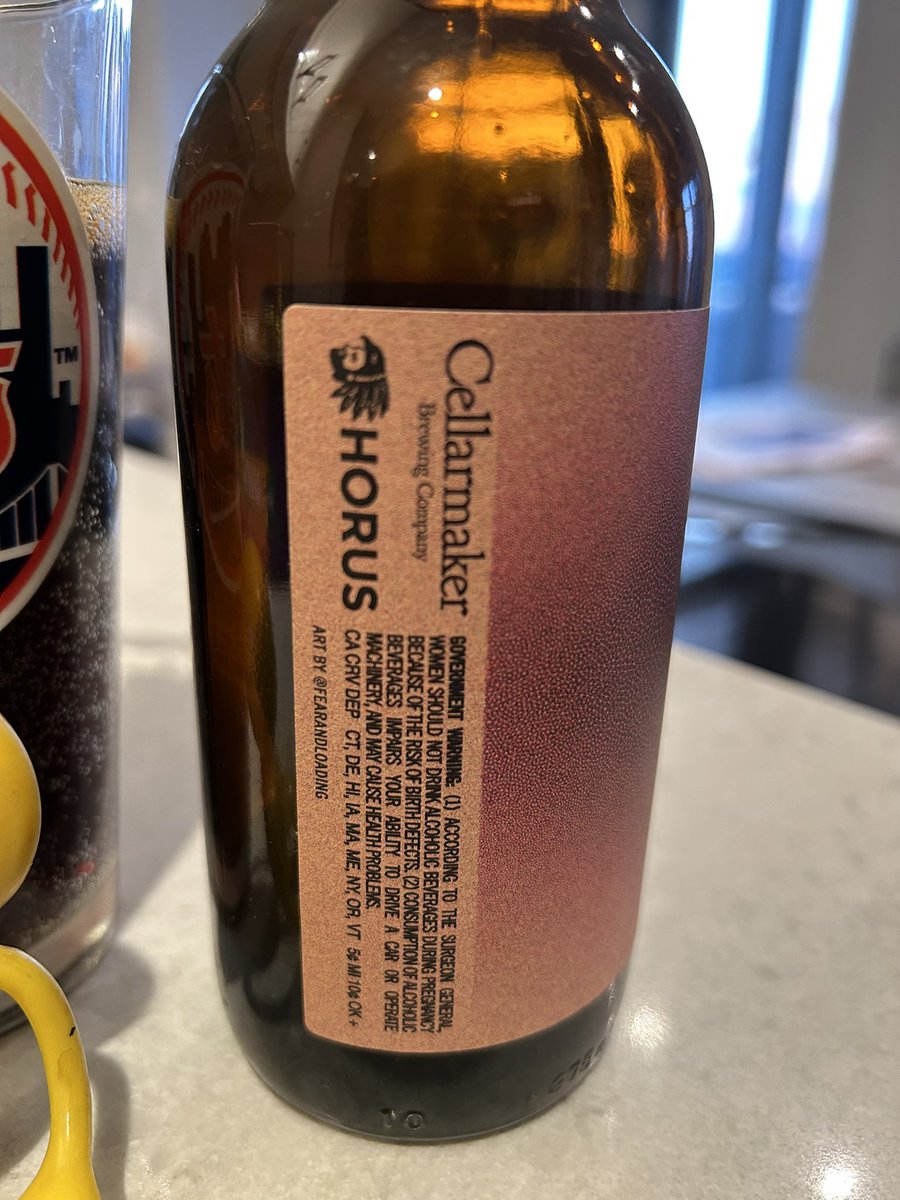 Cellarmaker
Brewing Company
HORUS
GOVERNMENT WARNING: (1) ACCORDING TO THE SURGEON GENERAL,
WOMEN SHOULD NOT DRINK ALCOHOLIC BEVERAGES DURING PREGNANCY
BECAUSE OF THE RISK OF BIRTH DEFECTS. (2) CONSUMPTION OF ALCOHOLIC
BEVERAGES IMPAIRS YOUR ABILITY TO DRIVE A CAR OR OPERATE
MACHINERY, AND MAY CAUSE HEALTH PROBLEMS.
CA CRV DEP CT, DE, HI, IA, MA, ME, NY, OR, VT 5¢ MI 10¢ OK +
ART BY @FEARANDLOADING
TM
10